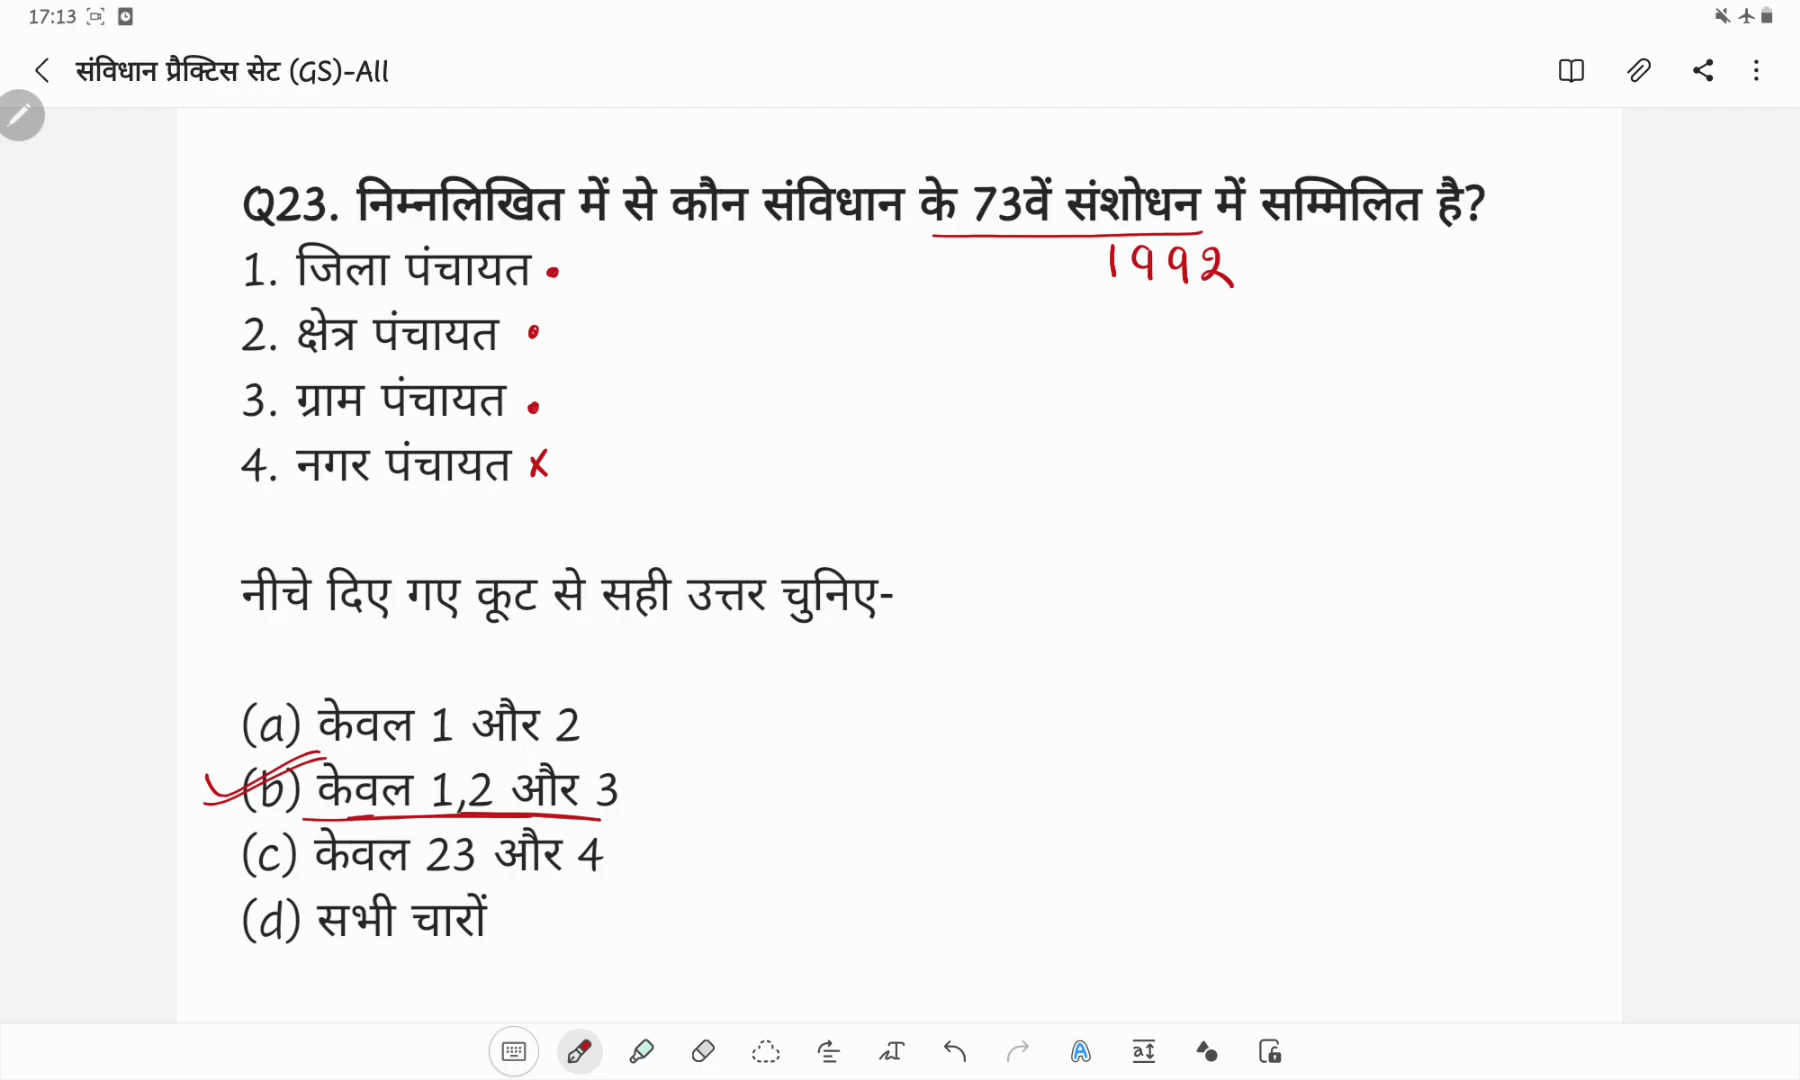 17:13
संविधान प्रैक्टिस सेट (GS)-All
Q23. निम्नलिखित में से कौन संविधान के 73वें संशोधन में सम्मिलित है?
1. जिला पंचायत
१९९२
2. क्षेत्र पंचायत
3. ग्राम पंचायत
4. नगर पंचायत
नीचे दिए गए कूट से सही उत्तर चुनिए-
(a) केवल 1 और 2
(b) केवल 1,2 और 3
(c) केवल 23 और 4
(d) सभी चारों